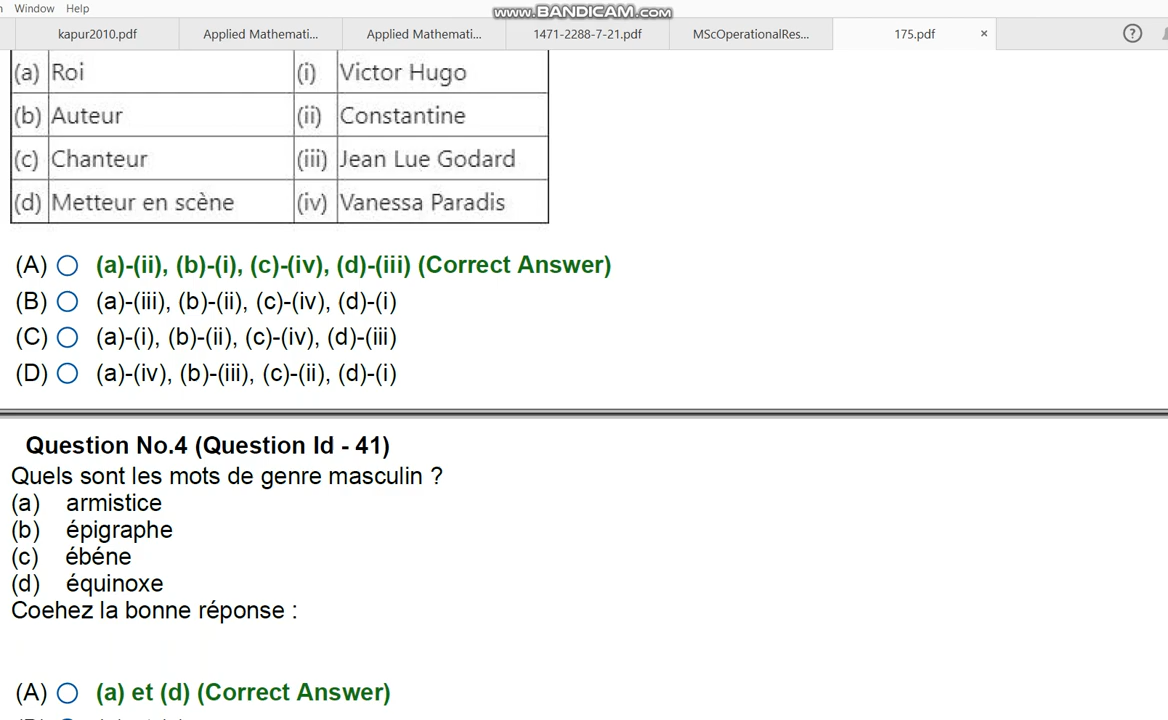 Window Help
www.BANDICAM.com
kapur2010.pdf Applied Mathemati... Applied Mathemati... 1471-2288-7-21.pdf MScOperationalRes... 175.pdf × ?
(a) Roi (i) Victor Hugo
(b) Auteur (ii) Constantine
(c) Chanteur (iii) Jean Lue Godard
(d) Metteur en scène (iv) Vanessa Paradis
(A) (a)-(ii), (b)-(i), (c)-(iv), (d)-(iii) (Correct Answer)
(B) (a)-(iii), (b)-(ii), (c)-(iv), (d)-(i)
(C) (a)-(i), (b)-(ii), (c)-(iv), (d)-(iii)
(D) (a)-(iv), (b)-(iii), (c)-(ii), (d)-(i)
Question No.4 (Question Id - 41)
Quels sont les mots de genre masculin ?
(a) armistice
(b) épigraphe
(c) ébéne
(d) équinoxe
Coehez la bonne réponse :
(A) (a) et (d) (Correct Answer)